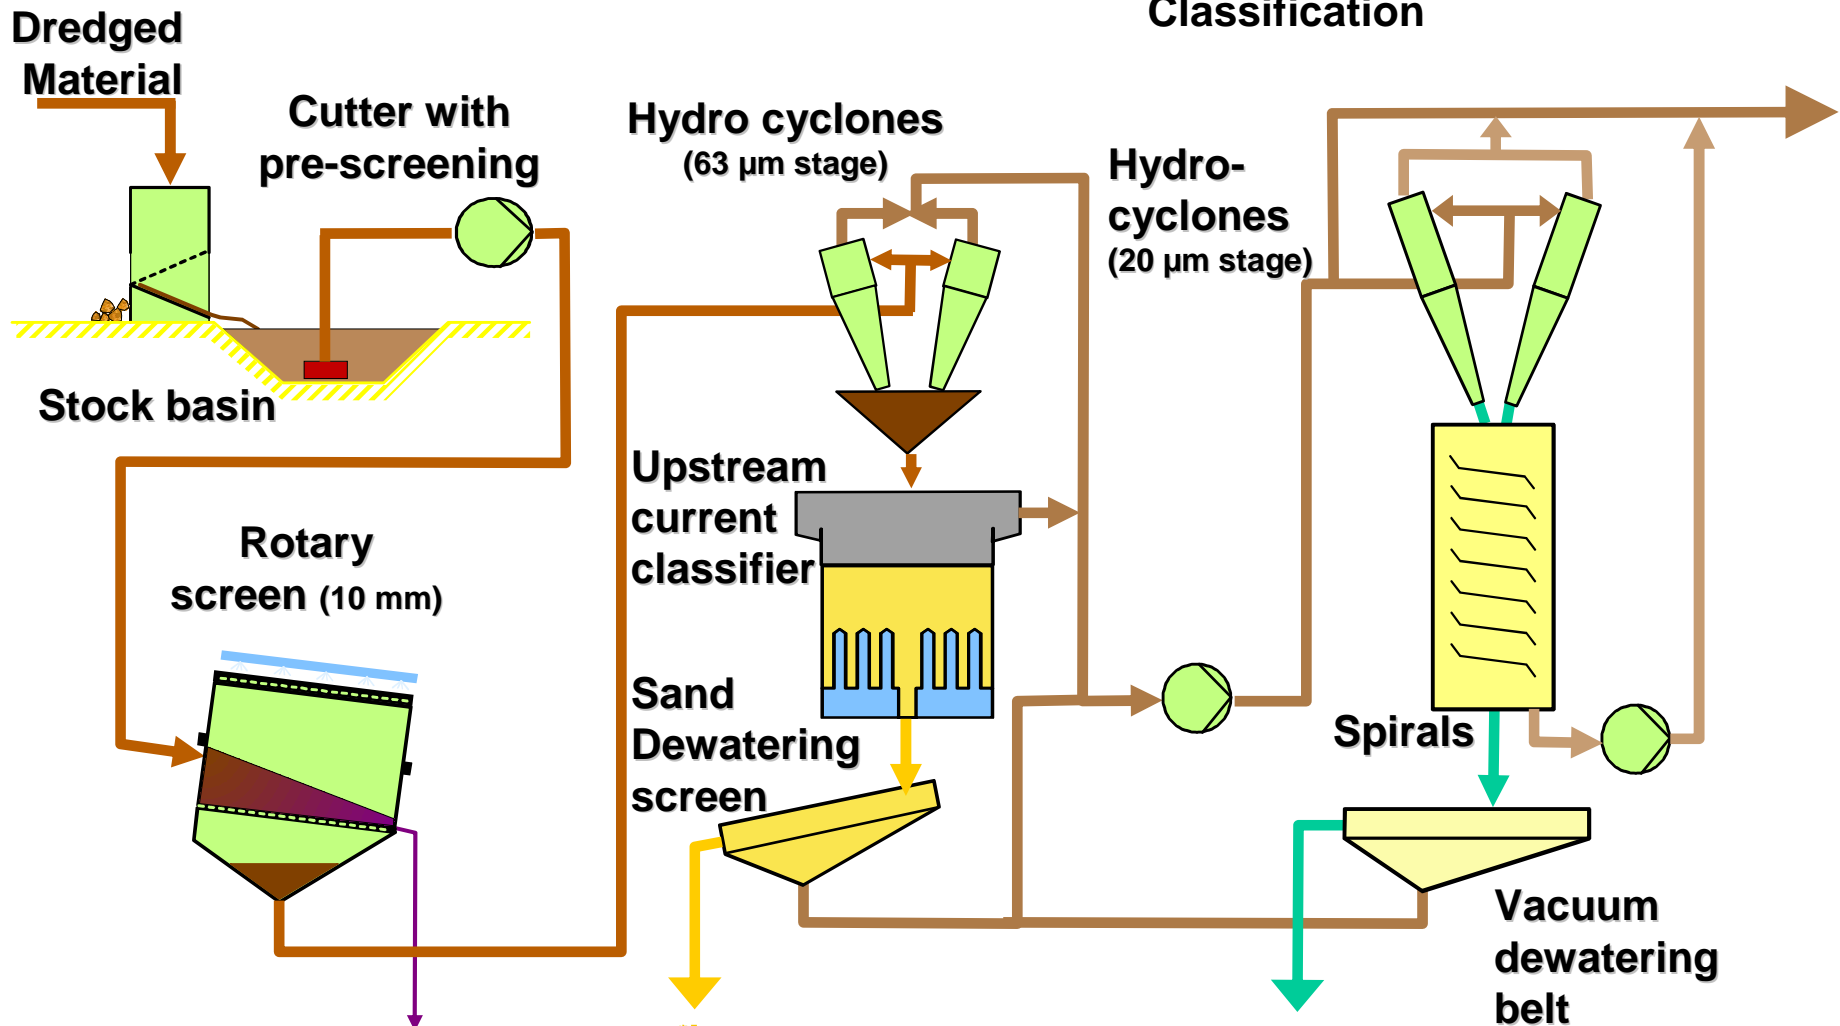 Classification
Dredged
Material
Cutter with
pre-screening
Hydro cyclones
(63 µm stage)
Hydro-
cyclones
(20 µm stage)
Stock basin
Upstream
current
classifier
Rotary
screen (10 mm)
Sand
Dewatering
screen
Spirals
Vacuum
dewatering
belt